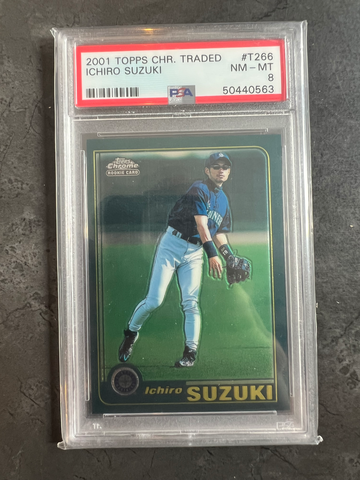 2001 TOPPS CHR. TRADED #T266
ICHIRO SUZUKI NM - MT
8
PSA 50440563
Topps
Chrome
ROOKIE CARD
Ichiro SUZUKI